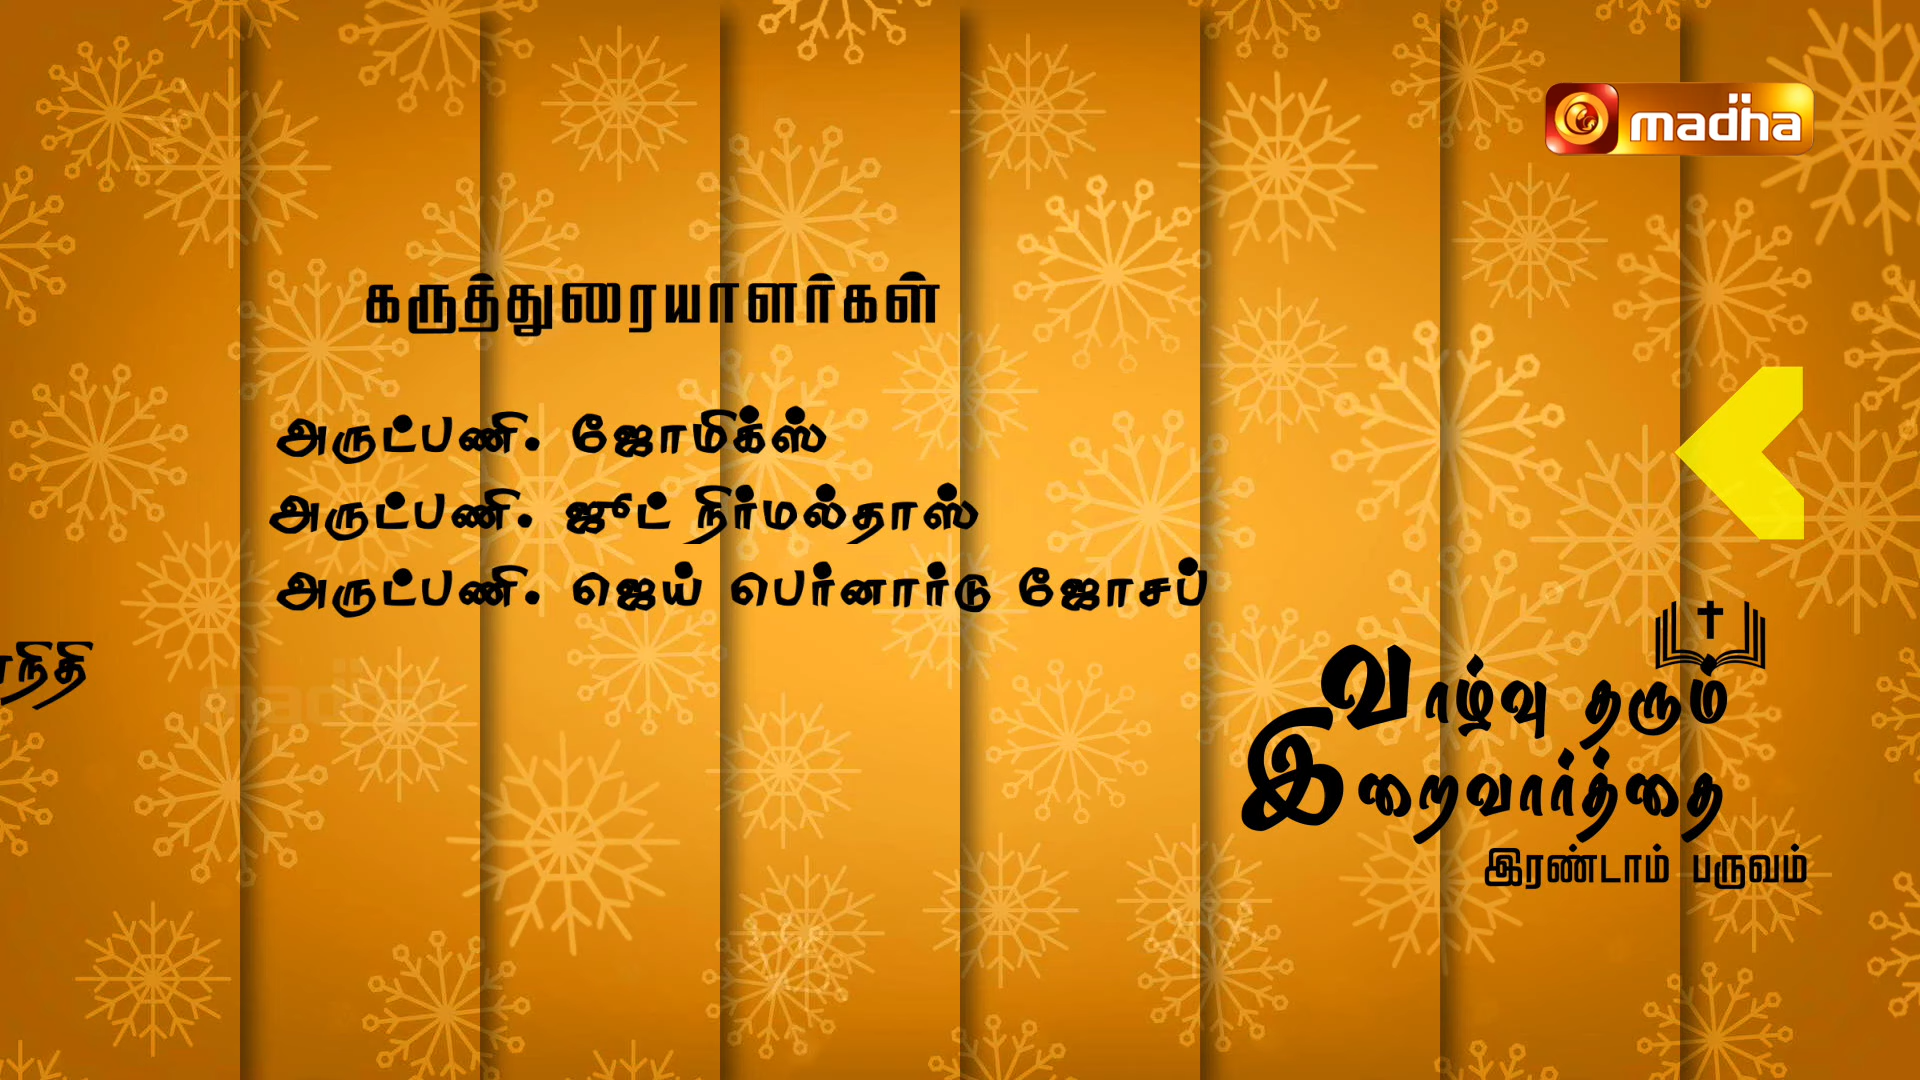 madha
கருத்துரையாளர்கள்
அருட்பணி. ஜோமிக்ஸ்
அருட்பணி. ஜூட் நிர்மல்தாஸ்
அருட்பணி. ஜெய் பெர்னார்டு ஜோசப்
வாழ்வு தரும்
இறைவார்த்தை
இரண்டாம் பருவம்